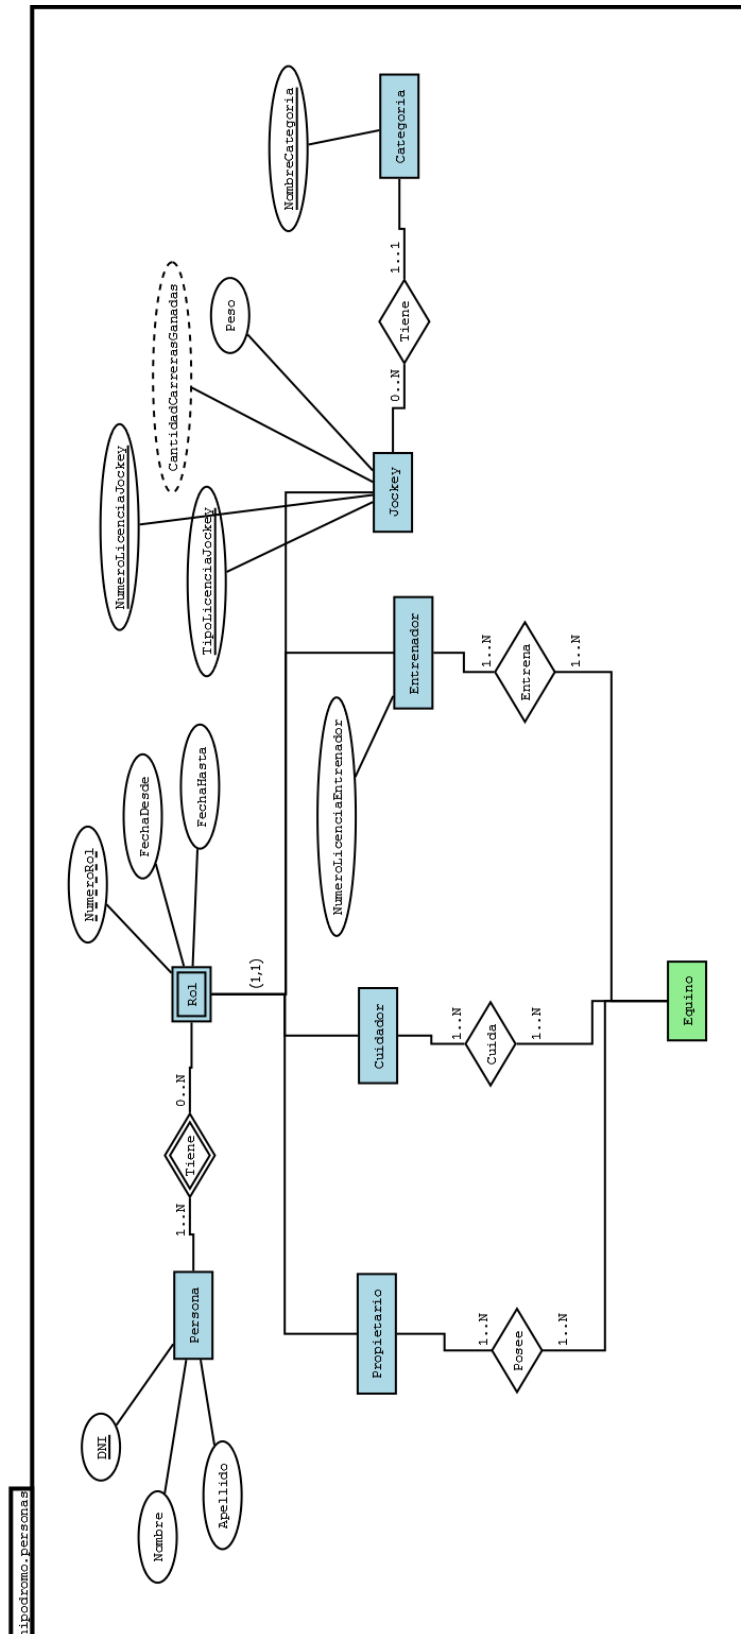 hipodromo.personas
DNI
Nombre
Apellido
Persona
1..N
Tiene
0..N
Rol
NumeroRol
FechaDesde
FechaHasta
(1,1)
NumeroLicenciaJockey
TipoLicenciaJockey
CantidadCarrerasGanadas
Peso
NumeroLicenciaEntrenador
Propietario
Cuidador
Entrenador
Jockey
0..N
Tiene
1..1
Categoria
NombreCategoria
1..N
Posee
1..N
1..N
Cuida
1..N
1..N
Entrena
1..N
Equino